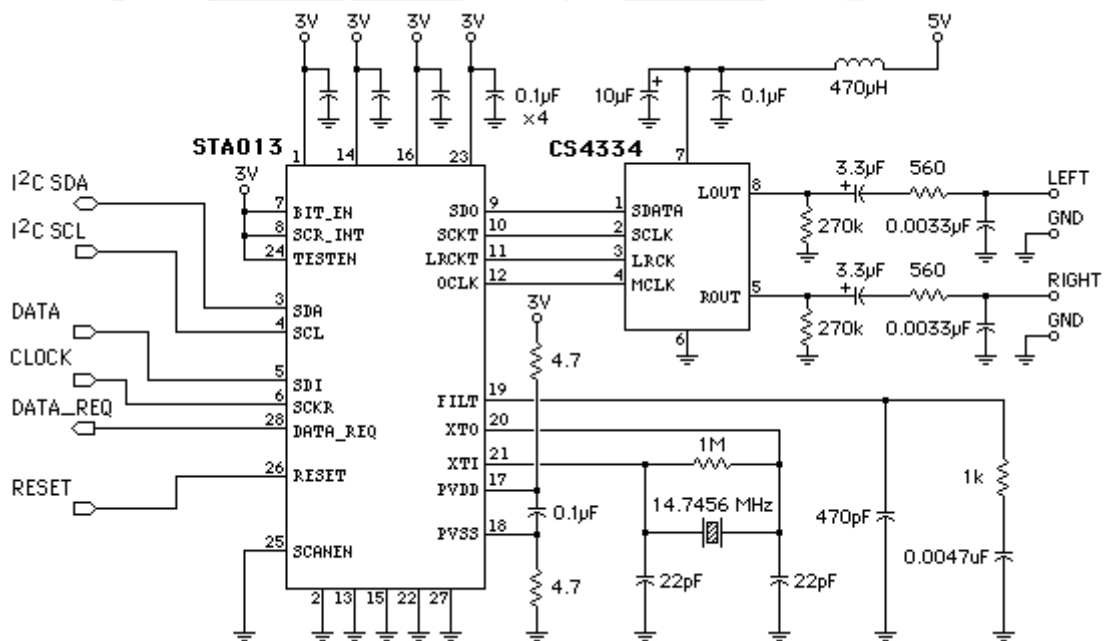 3V 3V 3V 3V 5V
10µF + 0.1µF 470µH
0.1µF
×4
STA013 CS4334
1 14 16 23 7
3V
I²C SDA
I²C SCL
DATA
CLOCK
DATA_REQ
RESET
7 BIT_EN
8 SCR_INT
24 TESTEN
3 SDA
4 SCL
5 SDI
6 SCKR
28 DATA_REQ
26 RESET
25 SCANEN
2 13 15 22 27
SDO 9
SCKT 10
LRCKT 11
OCLK 12
FILT 19
XTO 20
XTI 21
PVDD 17
PVSS 18
1 SDATA
2 SCLK
3 LRCK
4 MCLK
LOUT 8
ROUT 5
6
3.3µF 560 LEFT
+
270k 0.0033µF GND
3.3µF 560 RIGHT
+
270k 0.0033µF GND
3V
4.7
0.1µF
4.7
1M
14.7456 MHz
22pF 22pF
470pF
1k
0.0047uF